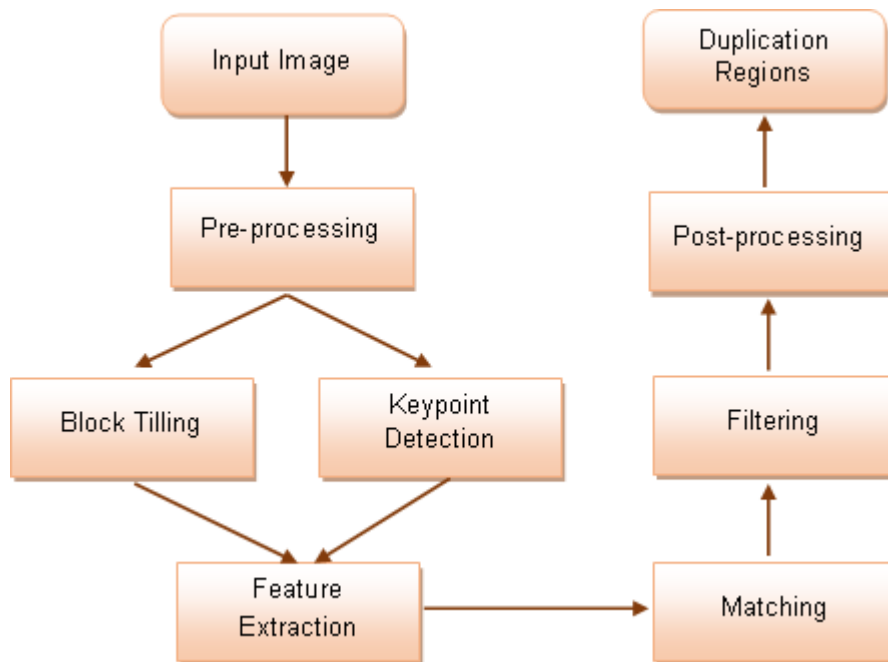 Input Image
Pre-processing
Block Tilling
Keypoint
Detection
Feature
Extraction
Matching
Filtering
Post-processing
Duplication
Regions